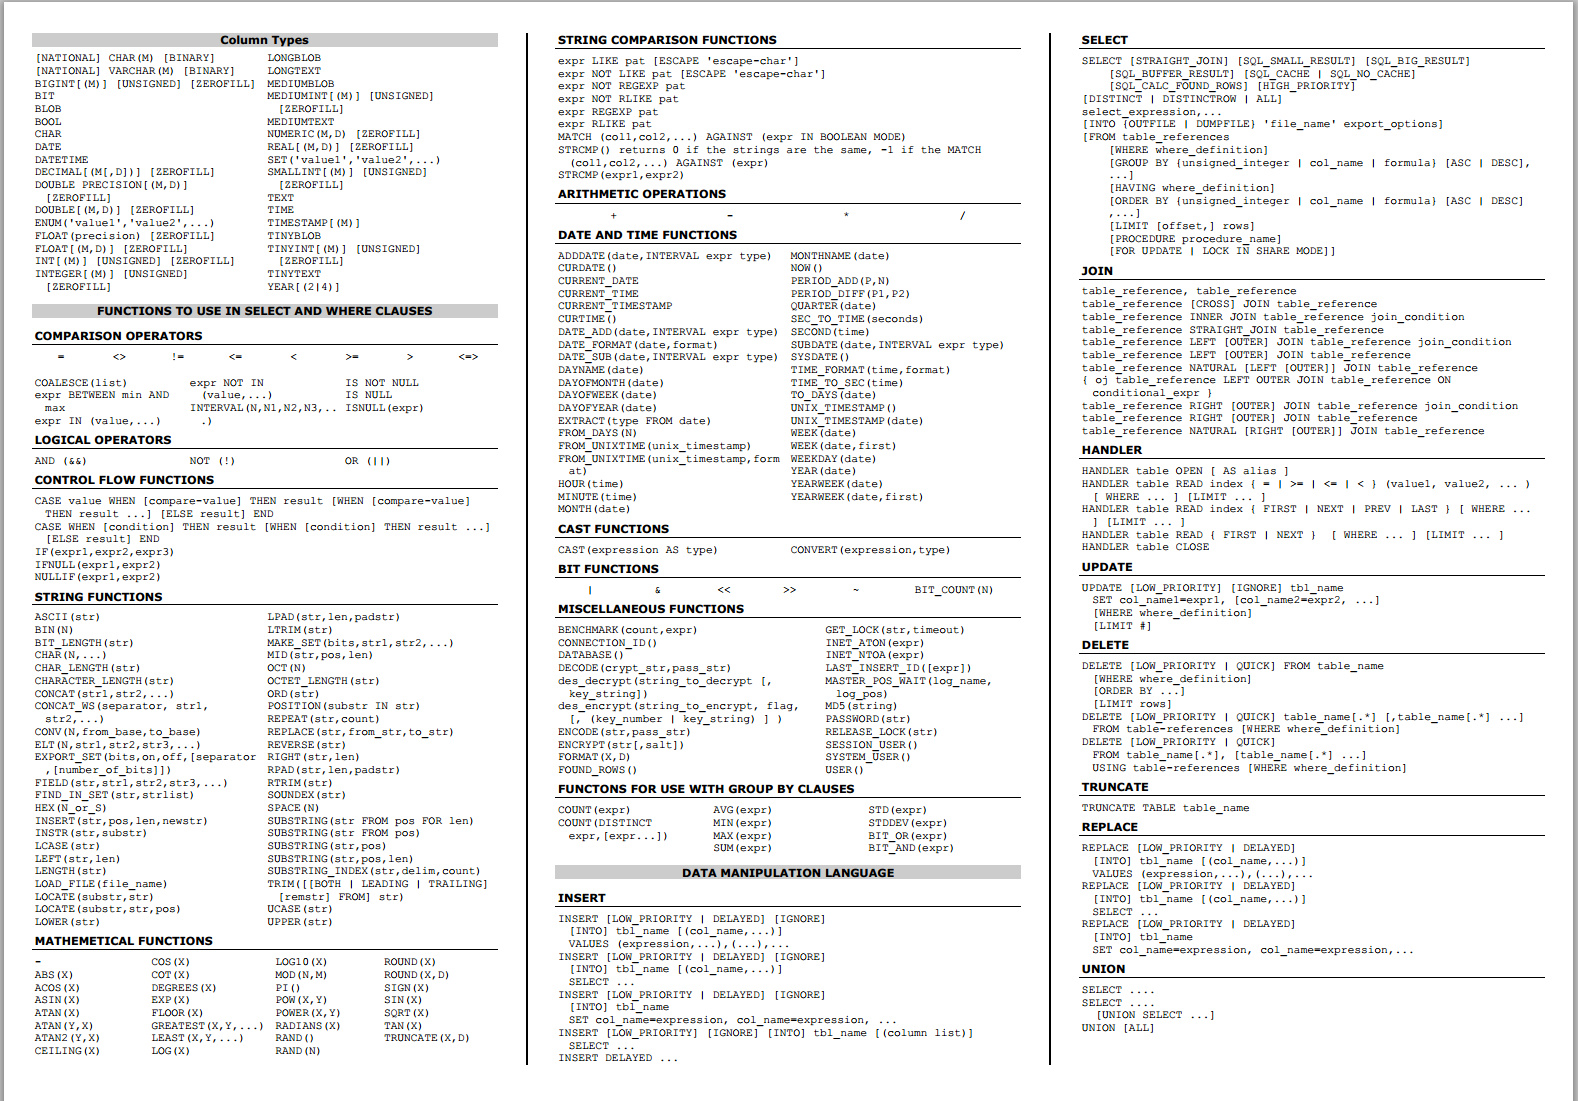 Column Types
[NATIONAL] CHAR(M) [BINARY]
[NATIONAL] VARCHAR(M) [BINARY]
BIGINT[(M)] [UNSIGNED] [ZEROFILL]
BIT
BLOB
BOOL
CHAR
DATE
DATETIME
DECIMAL[(M[,D])] [ZEROFILL]
DOUBLE PRECISION[(M,D)]
[ZEROFILL]
DOUBLE[(M,D)] [ZEROFILL]
ENUM('value1','value2',...)
FLOAT(precision) [ZEROFILL]
FLOAT[(M,D)] [ZEROFILL]
INT[(M)] [UNSIGNED] [ZEROFILL]
INTEGER[(M)] [UNSIGNED]
[ZEROFILL]
LONGBLOB
LONGTEXT
MEDIUMBLOB
MEDIUMINT[(M)] [UNSIGNED]
[ZEROFILL]
MEDIUMTEXT
NUMERIC(M,D) [ZEROFILL]
REAL[(M,D)] [ZEROFILL]
SET('value1','value2',...)
SMALLINT[(M)] [UNSIGNED]
[ZEROFILL]
TEXT
TIME
TIMESTAMP[(M)]
TINYBLOB
TINYINT[(M)] [UNSIGNED]
[ZEROFILL]
TINYTEXT
YEAR[(2|4)]
FUNCTIONS TO USE IN SELECT AND WHERE CLAUSES
COMPARISON OPERATORS
= <> != <= < >= > <=>
COALESCE(list)
expr BETWEEN min AND
max
expr IN (value,...)
expr NOT IN
(value,...)
INTERVAL(N,N1,N2,N3,..
.)
IS NOT NULL
IS NULL
ISNULL(expr)
LOGICAL OPERATORS
AND (&&) NOT (!) OR (||)
CONTROL FLOW FUNCTIONS
CASE value WHEN [compare-value] THEN result [WHEN [compare-value]
THEN result ...] [ELSE result] END
CASE WHEN [condition] THEN result [WHEN [condition] THEN result ...]
[ELSE result] END
IF(expr1,expr2,expr3)
IFNULL(expr1,expr2)
NULLIF(expr1,expr2)
STRING FUNCTIONS
ASCII(str)
BIN(N)
BIT_LENGTH(str)
CHAR(N,...)
CHAR_LENGTH(str)
CHARACTER_LENGTH(str)
CONCAT(str1,str2,...)
CONCAT_WS(separator, str1,
str2,...)
CONV(N,from_base,to_base)
ELT(N,str1,str2,str3,...)
EXPORT_SET(bits,on,off,[separator
,[number_of_bits]])
FIELD(str,str1,str2,str3,...)
FIND_IN_SET(str,strlist)
HEX(N_or_S)
INSERT(str,pos,len,newstr)
INSTR(str,substr)
LCASE(str)
LEFT(str,len)
LENGTH(str)
LOAD_FILE(file_name)
LOCATE(substr,str)
LOCATE(substr,str,pos)
LOWER(str)
LPAD(str,len,padstr)
LTRIM(str)
MAKE_SET(bits,str1,str2,...)
MID(str,pos,len)
OCT(N)
OCTET_LENGTH(str)
ORD(str)
POSITION(substr IN str)
REPEAT(str,count)
REPLACE(str,from_str,to_str)
REVERSE(str)
RIGHT(str,len)
RPAD(str,len,padstr)
RTRIM(str)
SOUNDEX(str)
SPACE(N)
SUBSTRING(str FROM pos FOR len)
SUBSTRING(str FROM pos)
SUBSTRING(str,pos)
SUBSTRING(str,pos,len)
SUBSTRING_INDEX(str,delim,count)
TRIM([[BOTH | LEADING | TRAILING]
[remstr] FROM] str)
UCASE(str)
UPPER(str)
MATHEMETICAL FUNCTIONS
-
ABS(X)
ACOS(X)
ASIN(X)
ATAN(X)
ATAN(Y,X)
ATAN2(Y,X)
CEILING(X)
COS(X)
COT(X)
DEGREES(X)
EXP(X)
FLOOR(X)
GREATEST(X,Y,...)
LEAST(X,Y,...)
LOG(X)
LOG10(X)
MOD(N,M)
PI()
POW(X,Y)
POWER(X,Y)
RADIANS(X)
RAND()
RAND(N)
ROUND(X)
ROUND(X,D)
SIGN(X)
SIN(X)
SQRT(X)
TAN(X)
TRUNCATE(X,D)
STRING COMPARISON FUNCTIONS
expr LIKE pat [ESCAPE 'escape-char']
expr NOT LIKE pat [ESCAPE 'escape-char']
expr NOT REGEXP pat
expr NOT RLIKE pat
expr REGEXP pat
expr RLIKE pat
MATCH (col1,col2,...) AGAINST (expr IN BOOLEAN MODE)
STRCMP() returns 0 if the strings are the same, -1 if the MATCH
(col1,col2,...) AGAINST (expr)
STRCMP(expr1,expr2)
ARITHMETIC OPERATIONS
+ - * /
DATE AND TIME FUNCTIONS
ADDDATE(date,INTERVAL expr type)
CURDATE()
CURRENT_DATE
CURRENT_TIME
CURRENT_TIMESTAMP
CURTIME()
DATE_ADD(date,INTERVAL expr type)
DATE_FORMAT(date,format)
DATE_SUB(date,INTERVAL expr type)
DAYNAME(date)
DAYOFMONTH(date)
DAYOFWEEK(date)
DAYOFYEAR(date)
EXTRACT(type FROM date)
FROM_DAYS(N)
FROM_UNIXTIME(unix_timestamp)
FROM_UNIXTIME(unix_timestamp,form
at)
HOUR(time)
MINUTE(time)
MONTH(date)
MONTHNAME(date)
NOW()
PERIOD_ADD(P,N)
PERIOD_DIFF(P1,P2)
QUARTER(date)
SEC_TO_TIME(seconds)
SECOND(time)
SUBDATE(date,INTERVAL expr type)
SYSDATE()
TIME_FORMAT(time,format)
TIME_TO_SEC(time)
TO_DAYS(date)
UNIX_TIMESTAMP()
UNIX_TIMESTAMP(date)
WEEK(date)
WEEK(date,first)
WEEKDAY(date)
YEAR(date)
YEARWEEK(date)
YEARWEEK(date,first)
CAST FUNCTIONS
CAST(expression AS type) CONVERT(expression,type)
BIT FUNCTIONS
| & << >> ~ BIT_COUNT(N)
MISCELLANEOUS FUNCTIONS
BENCHMARK(count,expr)
CONNECTION_ID()
DATABASE()
DECODE(crypt_str,pass_str)
des_decrypt(string_to_decrypt [,
key_string])
des_encrypt(string_to_encrypt, flag,
[, (key_number | key_string) ] )
ENCODE(str,pass_str)
ENCRYPT(str[,salt])
FORMAT(X,D)
FOUND_ROWS()
GET_LOCK(str,timeout)
INET_ATON(expr)
INET_NTOA(expr)
LAST_INSERT_ID([expr])
MASTER_POS_WAIT(log_name,
log_pos)
MD5(string)
PASSWORD(str)
RELEASE_LOCK(str)
SESSION_USER()
SYSTEM_USER()
USER()
FUNCTONS FOR USE WITH GROUP BY CLAUSES
COUNT(expr)
COUNT(DISTINCT
expr,[expr...])
AVG(expr)
MIN(expr)
MAX(expr)
SUM(expr)
STD(expr)
STDDEV(expr)
BIT_OR(expr)
BIT_AND(expr)
DATA MANIPULATION LANGUAGE
INSERT
INSERT [LOW_PRIORITY | DELAYED] [IGNORE]
[INTO] tbl_name [(col_name,...)]
VALUES (expression,...),(...),...
INSERT [LOW_PRIORITY | DELAYED] [IGNORE]
[INTO] tbl_name [(col_name,...)]
SELECT ...
INSERT [LOW_PRIORITY | DELAYED] [IGNORE]
[INTO] tbl_name
SET col_name=expression, col_name=expression, ...
INSERT [LOW_PRIORITY] [IGNORE] [INTO] tbl_name [(column list)]
SELECT ...
INSERT DELAYED ...
SELECT
SELECT [STRAIGHT_JOIN] [SQL_SMALL_RESULT] [SQL_BIG_RESULT]
[SQL_BUFFER_RESULT] [SQL_CACHE | SQL_NO_CACHE]
[SQL_CALC_FOUND_ROWS] [HIGH_PRIORITY]
[DISTINCT | DISTINCTROW | ALL]
select_expression,...
[INTO {OUTFILE | DUMPFILE} 'file_name' export_options]
[FROM table_references
[WHERE where_definition]
[GROUP BY {unsigned_integer | col_name | formula} [ASC | DESC],
...]
[HAVING where_definition]
[ORDER BY {unsigned_integer | col_name | formula} [ASC | DESC]
,...]
[LIMIT [offset,] rows]
[PROCEDURE procedure_name]
[FOR UPDATE | LOCK IN SHARE MODE]]
JOIN
table_reference, table_reference
table_reference [CROSS] JOIN table_reference
table_reference INNER JOIN table_reference join_condition
table_reference STRAIGHT_JOIN table_reference
table_reference LEFT [OUTER] JOIN table_reference join_condition
table_reference LEFT [OUTER] JOIN table_reference
table_reference NATURAL [LEFT [OUTER]] JOIN table_reference
{ oj table_reference LEFT OUTER JOIN table_reference ON
conditional_expr }
table_reference RIGHT [OUTER] JOIN table_reference join_condition
table_reference RIGHT [OUTER] JOIN table_reference
table_reference NATURAL [RIGHT [OUTER]] JOIN table_reference
HANDLER
HANDLER table OPEN [ AS alias ]
HANDLER table READ index { = | >= | <= | < } (value1, value2, ... )
[ WHERE ... ] [LIMIT ... ]
HANDLER table READ index { FIRST | NEXT | PREV | LAST } [ WHERE ...
] [LIMIT ... ]
HANDLER table READ { FIRST | NEXT } [ WHERE ... ] [LIMIT ... ]
HANDLER table CLOSE
UPDATE
UPDATE [LOW_PRIORITY] [IGNORE] tbl_name
SET col_name1=expr1, [col_name2=expr2, ...]
[WHERE where_definition]
[LIMIT #]
DELETE
DELETE [LOW_PRIORITY | QUICK] FROM table_name
[WHERE where_definition]
[ORDER BY ...]
[LIMIT rows]
DELETE [LOW_PRIORITY | QUICK] table_name[.*] [,table_name[.*] ...]
FROM table-references [WHERE where_definition]
DELETE [LOW_PRIORITY | QUICK]
FROM table_name[.*], [table_name[.*] ...]
USING table-references [WHERE where_definition]
TRUNCATE
TRUNCATE TABLE table_name
REPLACE
REPLACE [LOW_PRIORITY | DELAYED]
[INTO] tbl_name [(col_name,...)]
VALUES (expression,...),(...),...
REPLACE [LOW_PRIORITY | DELAYED]
[INTO] tbl_name [(col_name,...)]
SELECT ...
REPLACE [LOW_PRIORITY | DELAYED]
[INTO] tbl_name
SET col_name=expression, col_name=expression,...
UNION
SELECT ....
SELECT ....
[UNION SELECT ...]
UNION [ALL]